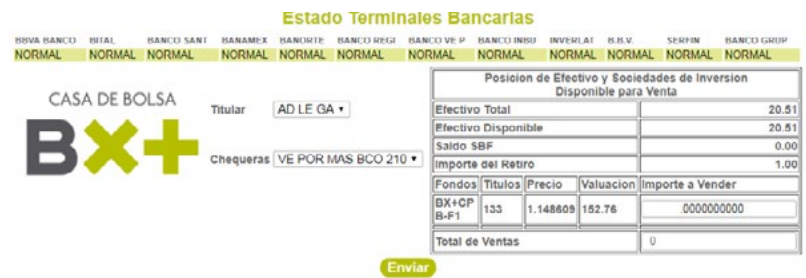 Estado Terminales Bancarias
BBVA BANCO BITAL BANCO SANT BANAMEX BANORTE BANCO REGI BANCO VE P BANCO INBU INVERLAT B.B.V. SERFIN BANCO GRUP
NORMAL NORMAL NORMAL NORMAL NORMAL NORMAL NORMAL NORMAL NORMAL NORMAL NORMAL NORMAL
CASA DE BOLSA
BX+
Titular AD LE GA
Chequeras VE POR MAS BCO 210
Posicion de Efectivo y Sociedades de Inversion
Disponible para Venta
Efectivo Total 20.51
Efectivo Disponible 20.51
Saldo SBF 0.00
Importe del Retiro 1.00
Fondos Titulos Precio Valuacion Importe a Vender
BX+CP
B-F1 133 1.148609 152.76 .0000000000
Total de Ventas 0
Enviar